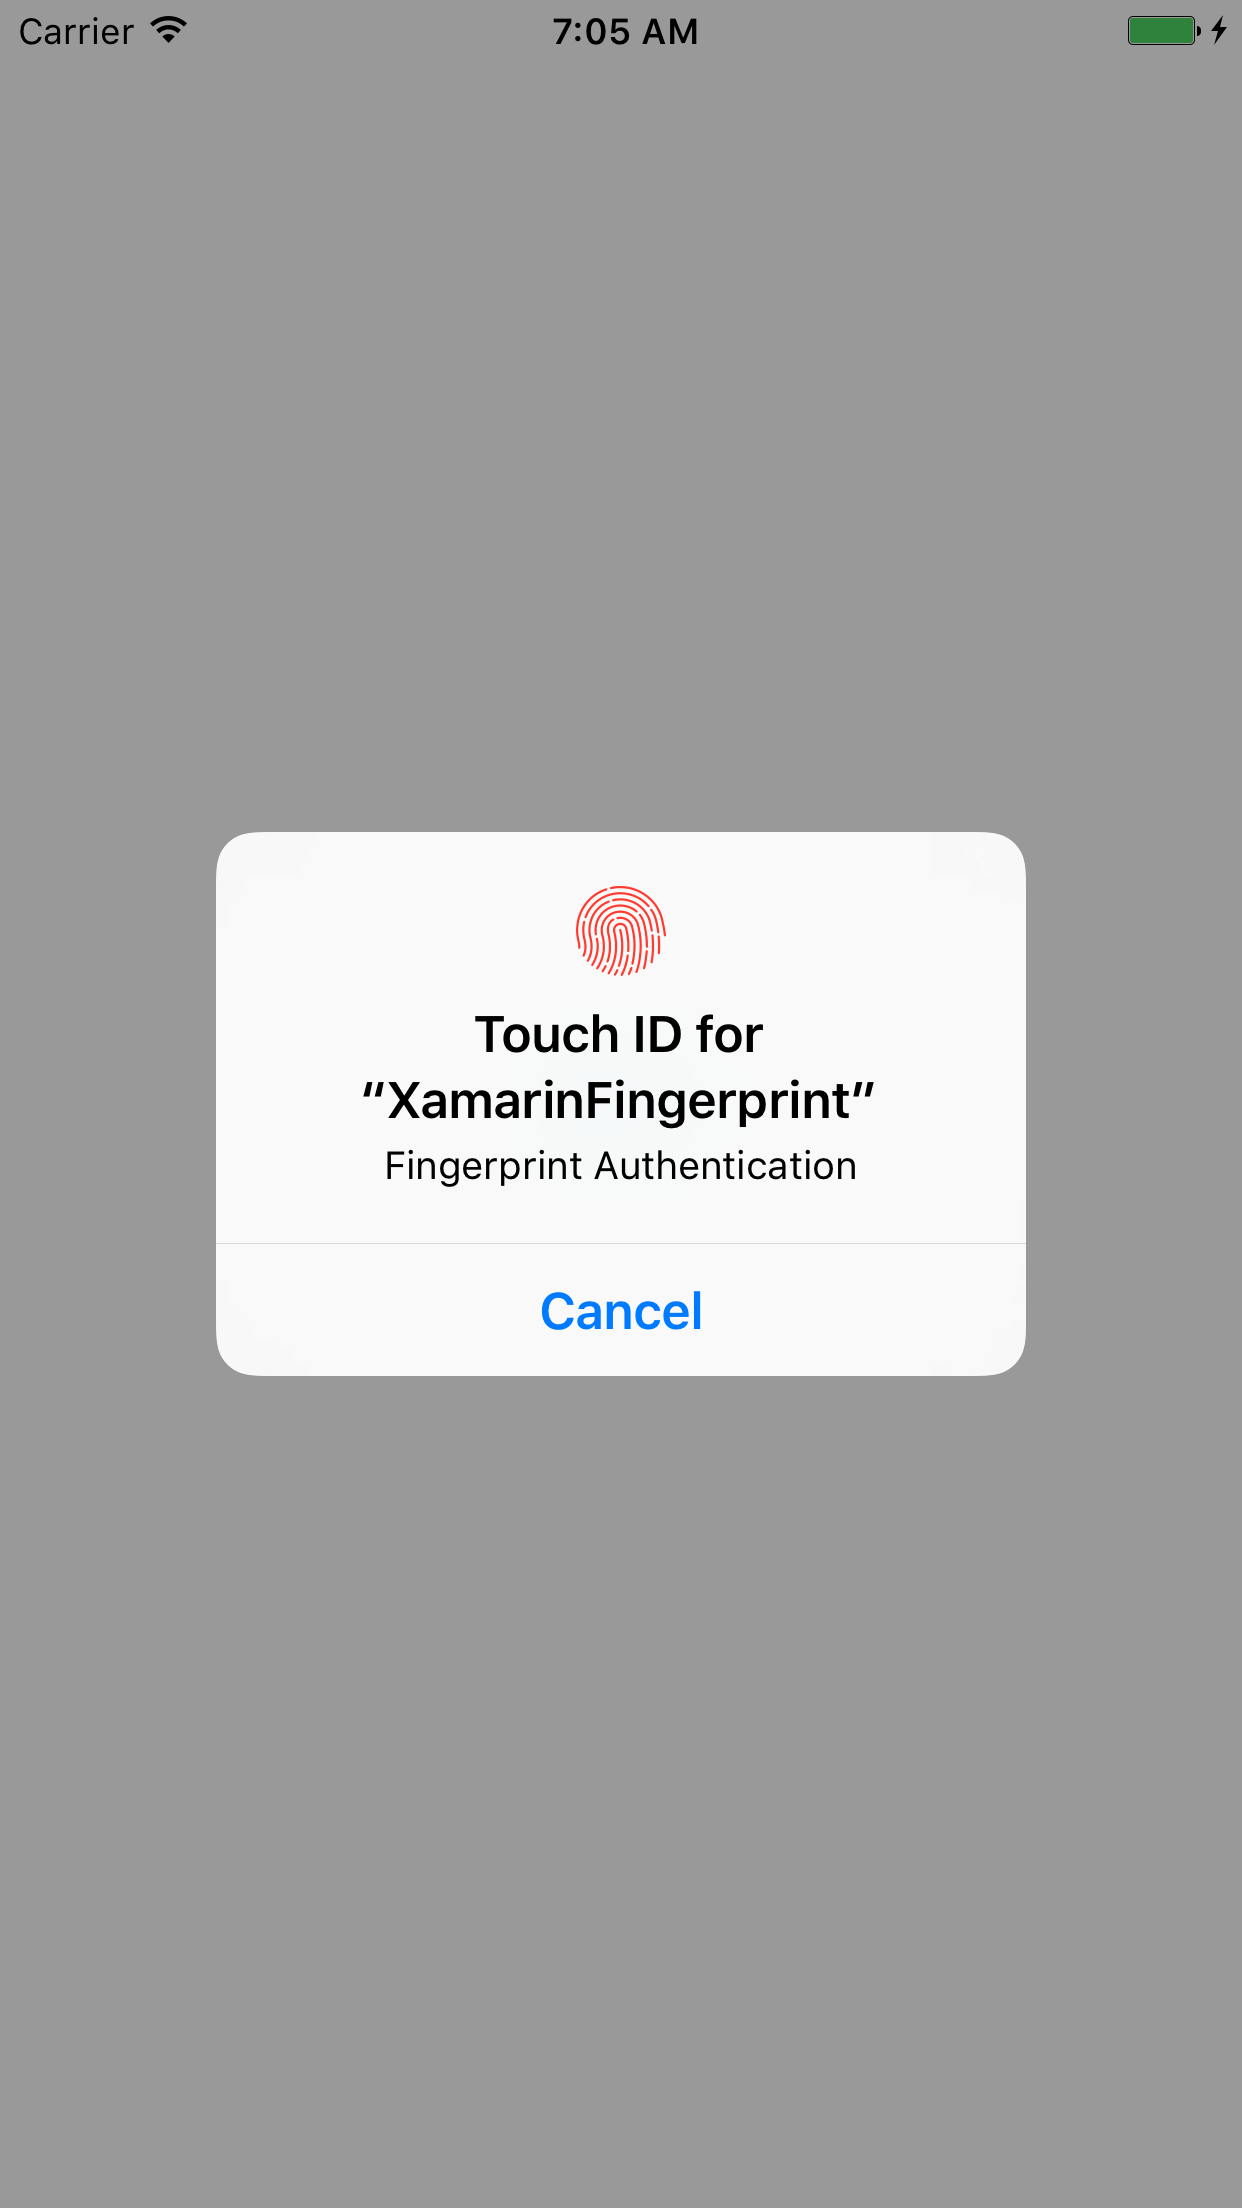 Carrier 7:05 AM
Touch ID for
“XamarinFingerprint”
Fingerprint Authentication
Cancel